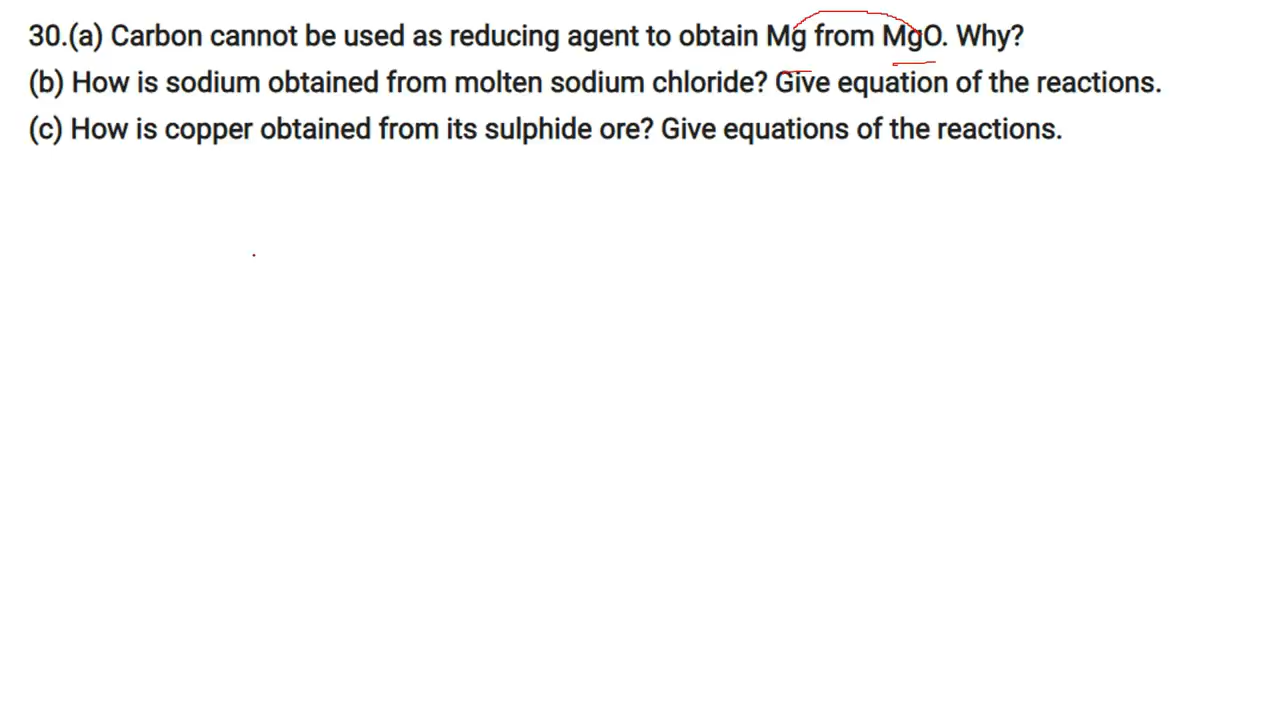 30.(a) Carbon cannot be used as reducing agent to obtain Mg from MgO. Why?
(b) How is sodium obtained from molten sodium chloride? Give equation of the reactions.
(c) How is copper obtained from its sulphide ore? Give equations of the reactions.